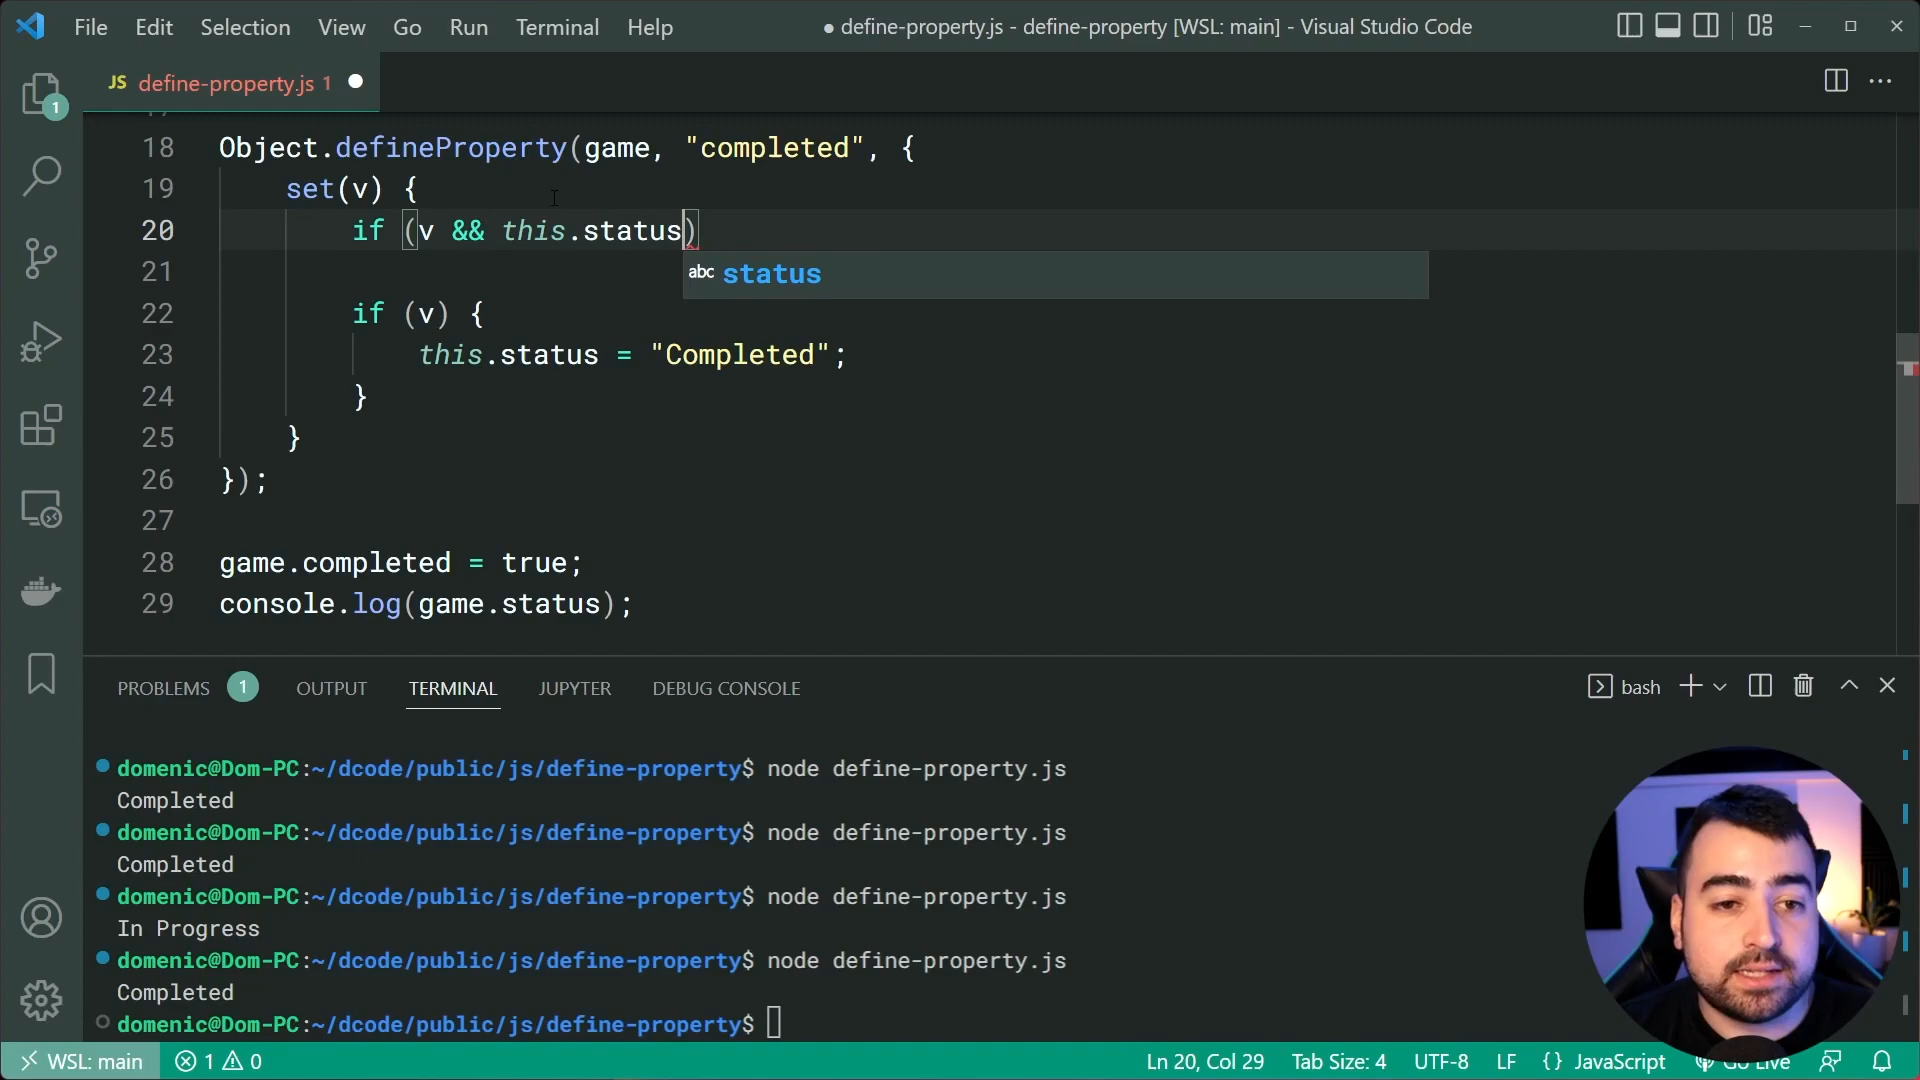 File Edit Selection View Go Run Terminal Help
● define-property.js - define-property [WSL: main] - Visual Studio Code
JS define-property.js 1
1
18 Object.defineProperty(game, "completed", {
19 set(v) {
20 if (v && this.status)
abc status
21
22 if (v) {
23 this.status = "Completed";
24 }
25 }
26 });
27
28 game.completed = true;
29 console.log(game.status);
PROBLEMS 1 OUTPUT TERMINAL JUPYTER DEBUG CONSOLE
bash
domenic@Dom-PC:~/dcode/public/js/define-property$ node define-property.js
Completed
domenic@Dom-PC:~/dcode/public/js/define-property$ node define-property.js
Completed
domenic@Dom-PC:~/dcode/public/js/define-property$ node define-property.js
In Progress
domenic@Dom-PC:~/dcode/public/js/define-property$ node define-property.js
Completed
domenic@Dom-PC:~/dcode/public/js/define-property$
WSL: main 1 0 Ln 20, Col 29 Tab Size: 4 UTF-8 LF {} JavaScript Go Live